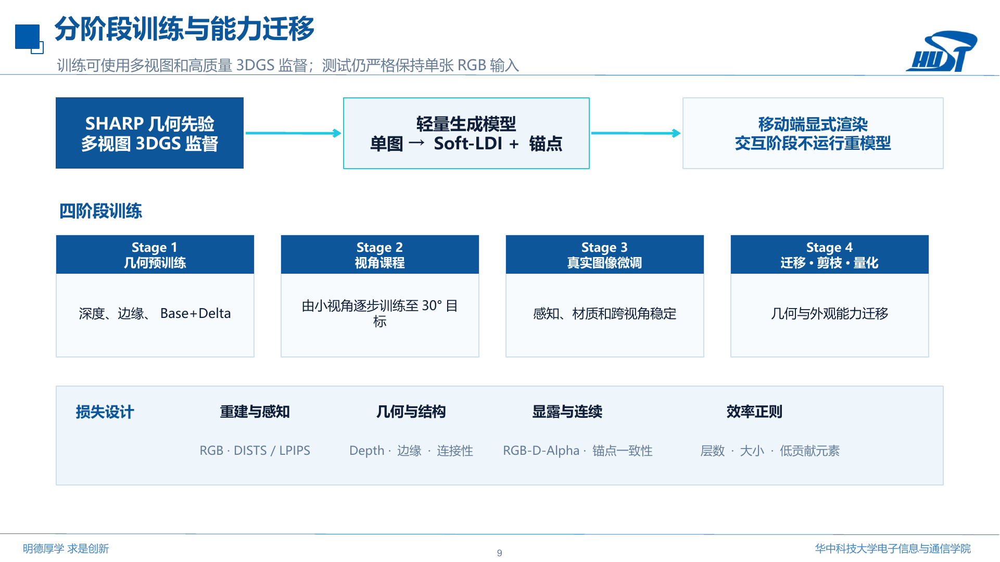 分阶段训练与能力迁移
训练可使用多视图和高质量 3DGS 监督；测试仍严格保持单张 RGB 输入
HUST
SHARP 几何先验
多视图 3DGS 监督
轻量生成模型
单图 → Soft-LDI + 锚点
移动端显式渲染
交互阶段不运行重模型
四阶段训练
Stage 1
几何预训练
深度、边缘、 Base+Delta
Stage 2
视角课程
由小视角逐步训练至 30° 目
标
Stage 3
真实图像微调
感知、材质和跨视角稳定
Stage 4
迁移 • 剪枝 • 量化
几何与外观能力迁移
损失设计
重建与感知
几何与结构
显露与连续
效率正则
RGB · DISTS / LPIPS
Depth · 边缘 · 连接性
RGB-D-Alpha · 锚点一致性
层数 · 大小 · 低贡献元素
明德厚学 求是创新
9
华中科技大学电子信息与通信学院